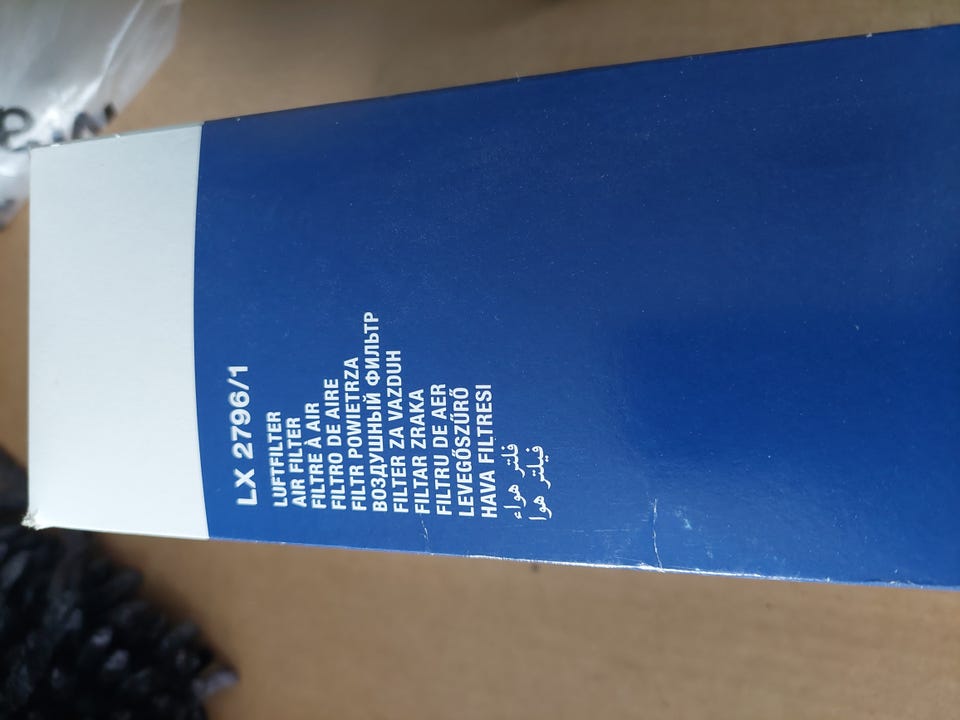 LX 2796/1
LUFTFILTER
AIR FILTER
FILTRE À AIR
FILTRO DE AIRE
FILTR POWIETRZA
ВОЗДУШНЫЙ ФИЛЬТР
FILTER ZA VAZDUH
FILTAR ZRAKA
FILTRU DE AER
LEVEGŐSZŰRŐ
HAVA FILTRESI
فلتر هواء
فیلتر هوا